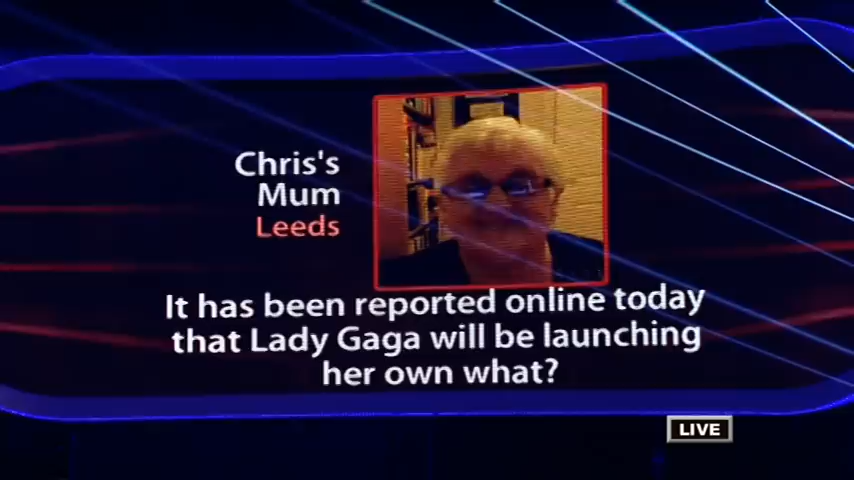 Chris's
Mum
Leeds
It has been reported online today
that Lady Gaga will be launching
her own what?
LIVE